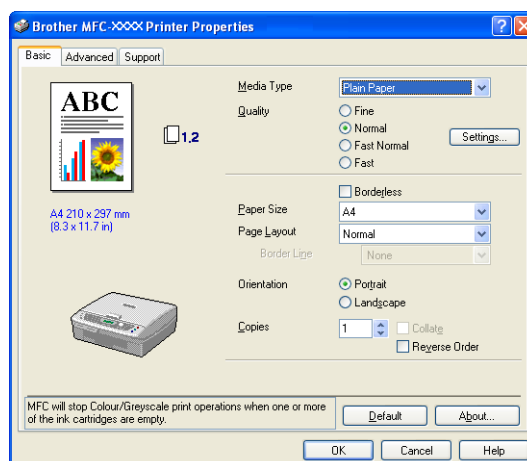 Brother MFC-XXXX Printer Properties
Basic Advanced Support
ABC
1,2
A4 210 x 297 mm
(8.3 x 11.7 in)
Media Type Plain Paper
Quality Fine
Normal
Fast Normal
Fast
Settings...
Borderless
Paper Size A4
Page Layout Normal
Border Line None
Orientation Portrait
Landscape
Copies 1 Collate
Reverse Order
MFC will stop Colour/Greyscale print operations when one or more
of the ink cartridges are empty.
Default About...
OK Cancel Help